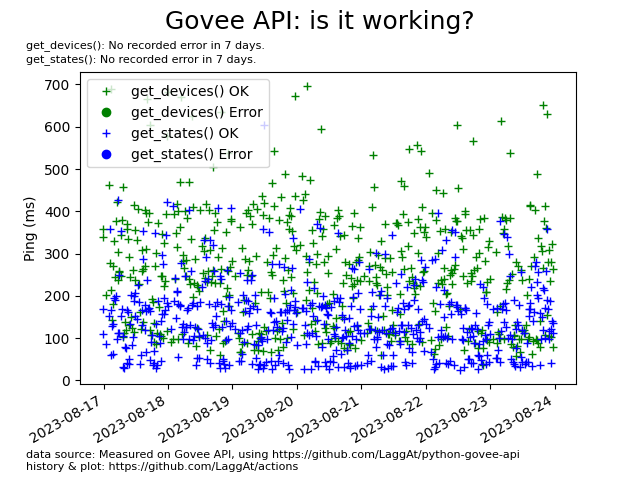 Govee API: is it working?
get_devices(): No recorded error in 7 days.
get_states(): No recorded error in 7 days.
get_devices() OK
get_devices() Error
get_states() OK
get_states() Error
Ping (ms)
700
600
500
400
300
200
100
0
2023-08-17
2023-08-18
2023-08-19
2023-08-20
2023-08-21
2023-08-22
2023-08-23
2023-08-24
data source: Measured on Govee API, using https://github.com/LaggAt/python-govee-api
history & plot: https://github.com/LaggAt/actions